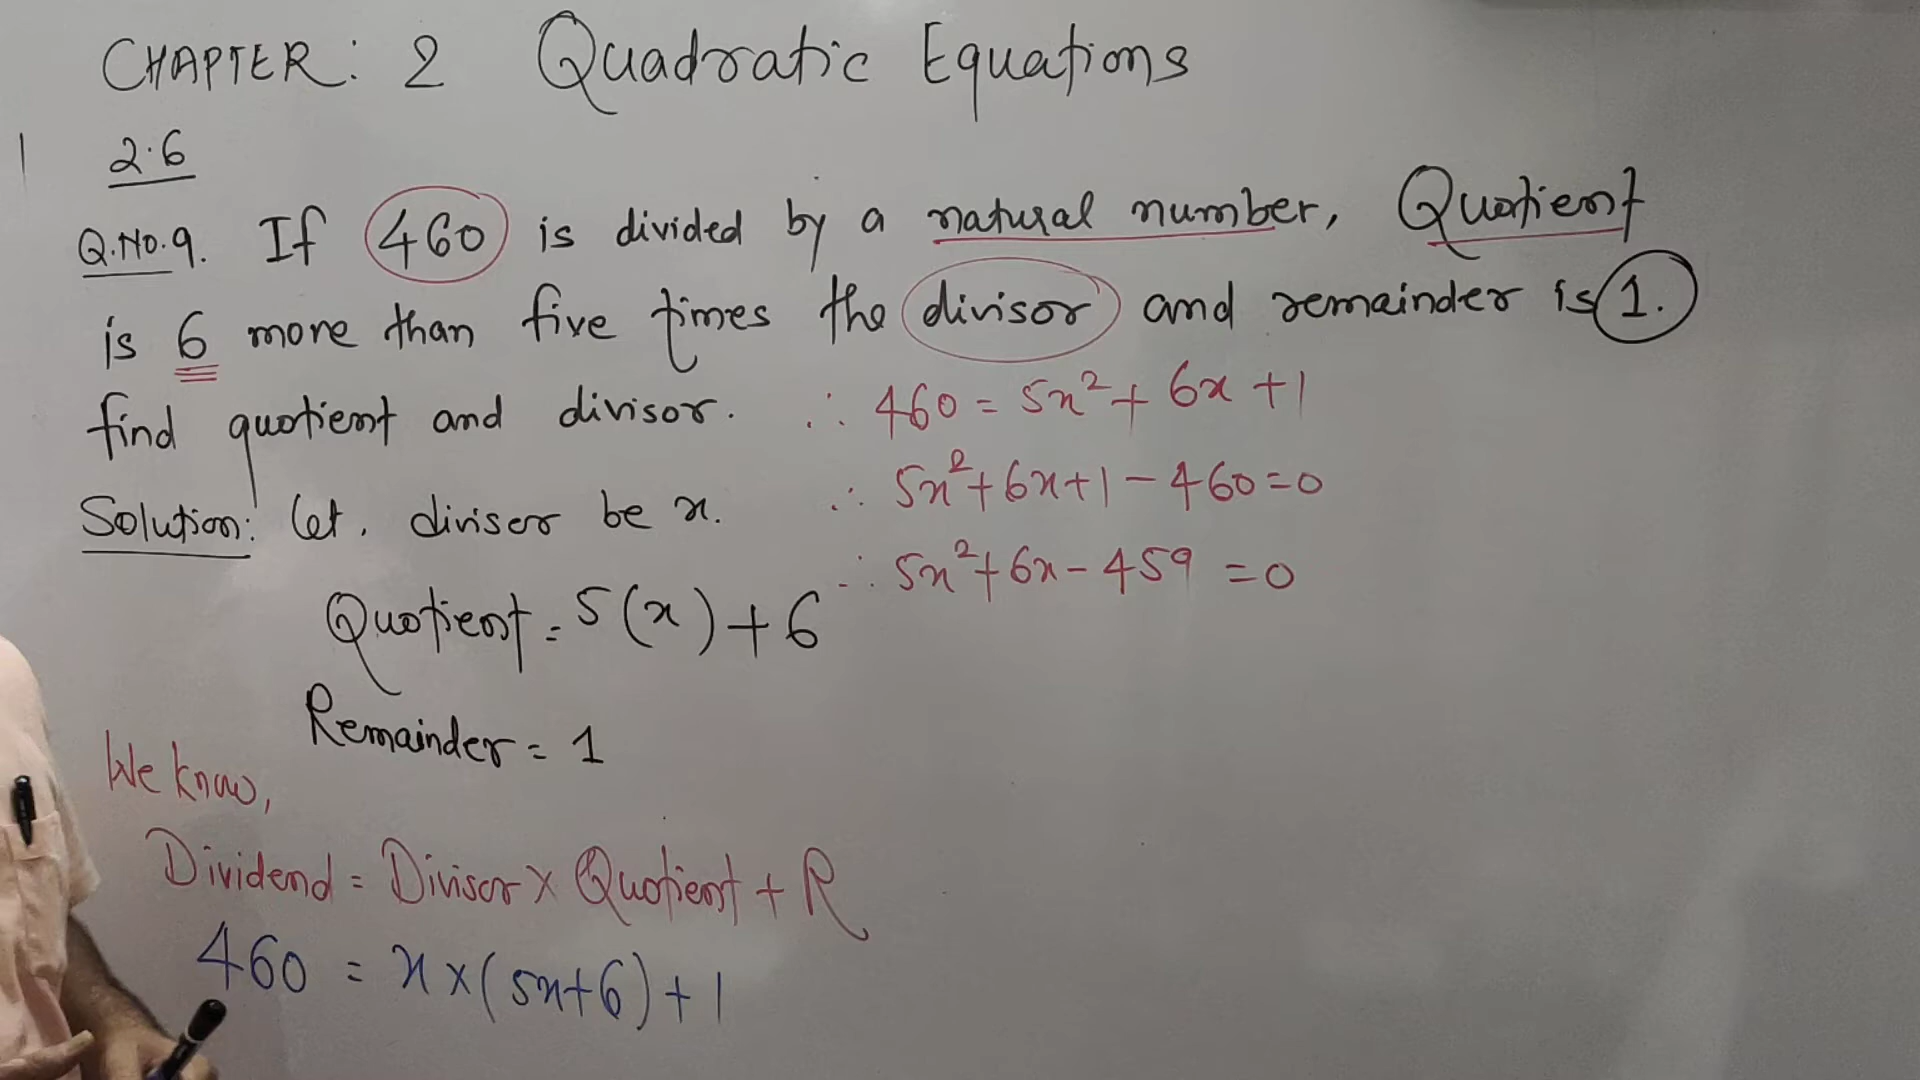 CHAPTER: 2 Quadratic Equations
2.6
Q.No.9. If 460 is divided by a natural number, Quotient
is 6 more than five times the divisor and remainder is 1.
find quotient and divisor.
Solution: let, divisor be x.
Quotient = 5(x)+6
Remainder = 1
We know,
Dividend = Divisor × Quotient + R
460 = x×(5x+6)+1
∴ 460 = 5x²+ 6x +1
∴ 5x²+6x+1-460=0
∴ 5x²+6x-459 =0